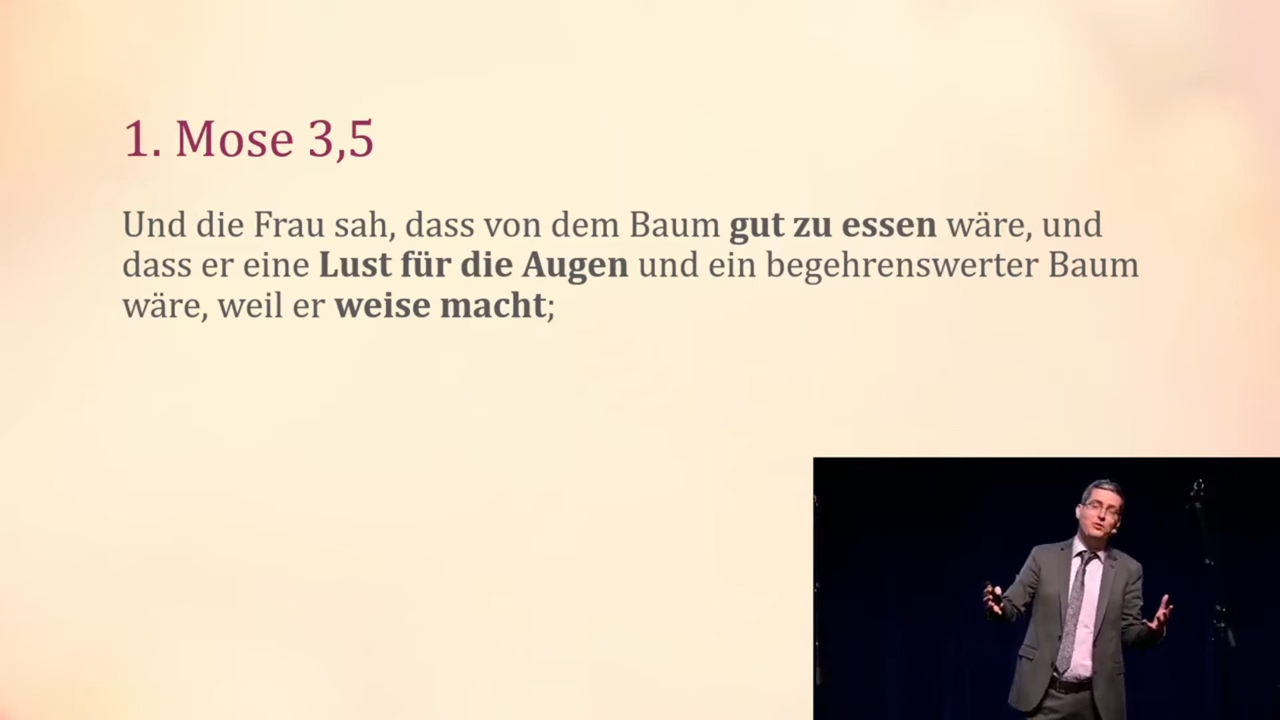 1. Mose 3,5
Und die Frau sah, dass von dem Baum gut zu essen wäre, und
dass er eine Lust für die Augen und ein begehrenswerter Baum
wäre, weil er weise macht;